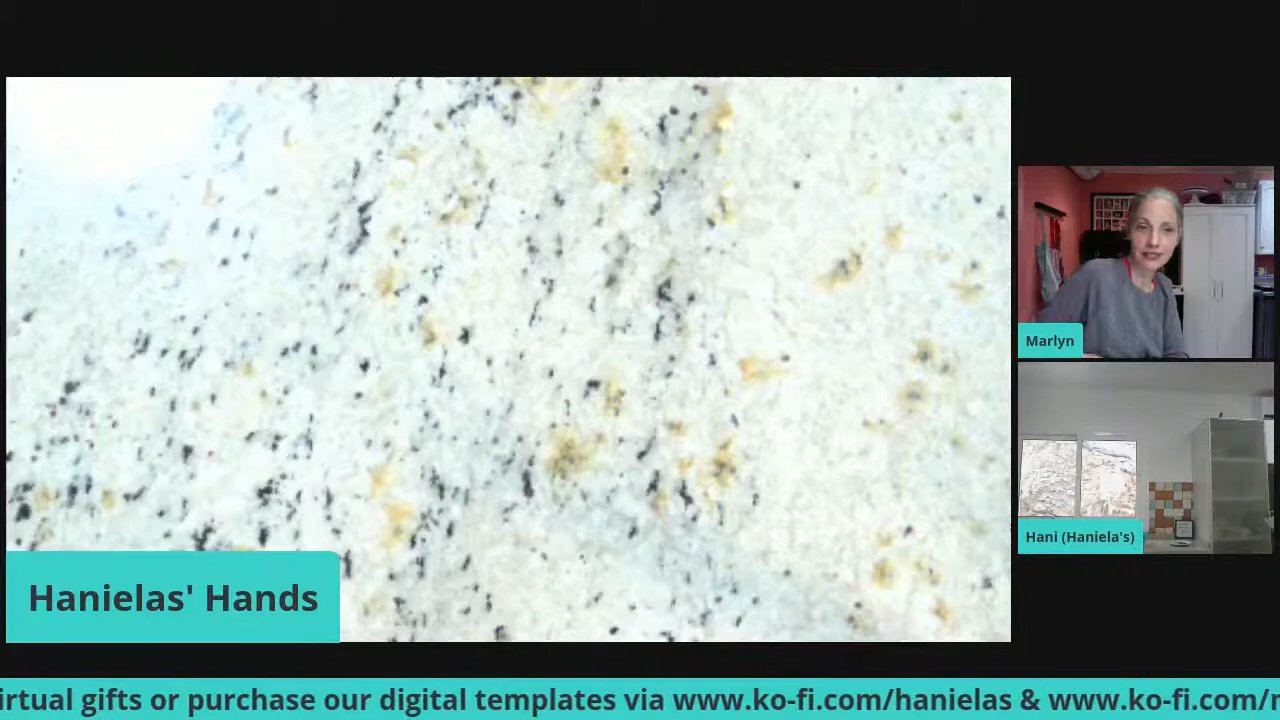 Marlyn
Hani (Haniela's)
Hanielas' Hands
irtual gifts or purchase our digital templates via www.ko-fi.com/hanielas & www.ko-fi.com/